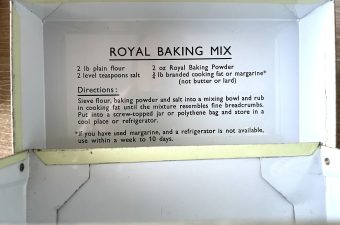 ROYAL BAKING MIX
2 lb plain flour 2 oz Royal Baking Powder
2 level teaspoons salt ½ lb branded cooking fat or margarine*
(not butter or lard)
Directions :
Sieve flour, baking powder and salt into a mixing bowl and rub
in cooking fat until the mixture resembles fine breadcrumbs.
Put into a screw-topped jar or polythene bag and store in a
cool place or refrigerator.
*If you have used margarine, and a refrigerator is not available,
use within a week to 10 days.